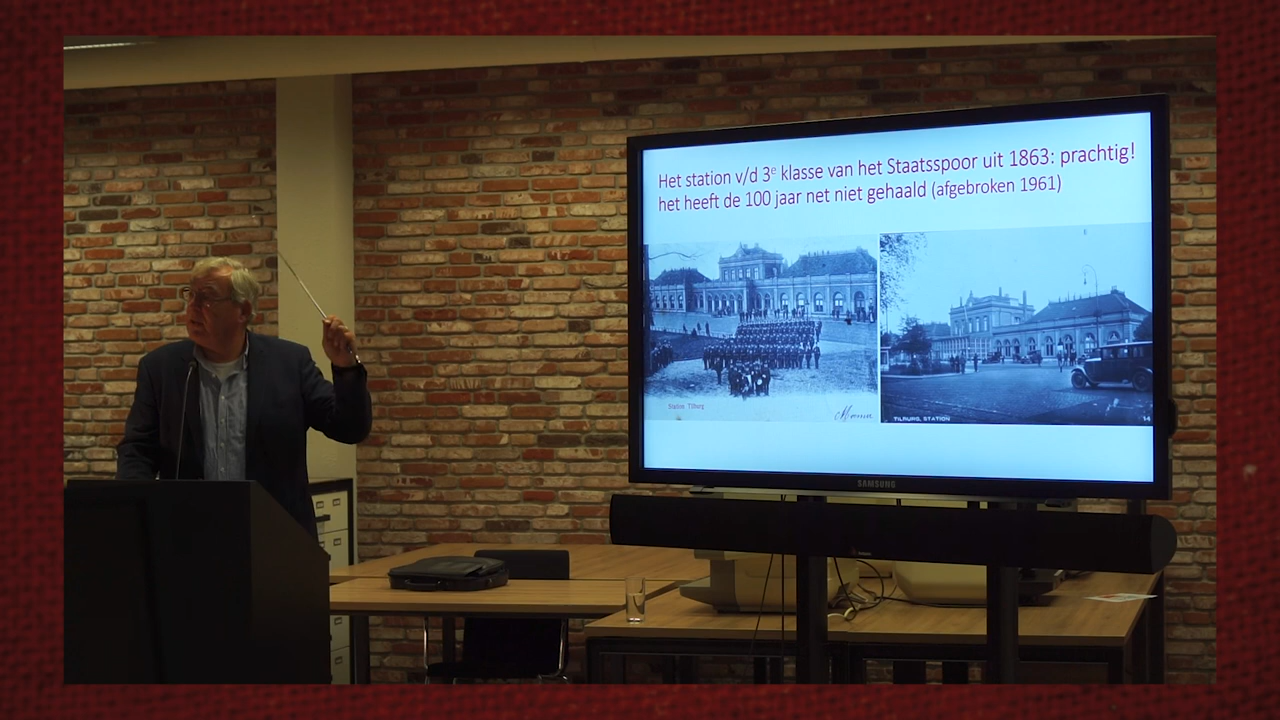 Het station v/d 3e klasse van het Staatsspoor uit 1863: prachtig!
het heeft de 100 jaar net niet gehaald (afgebroken 1961)
Station Tilburg
TILBURG, STATION
14
SAMSUNG